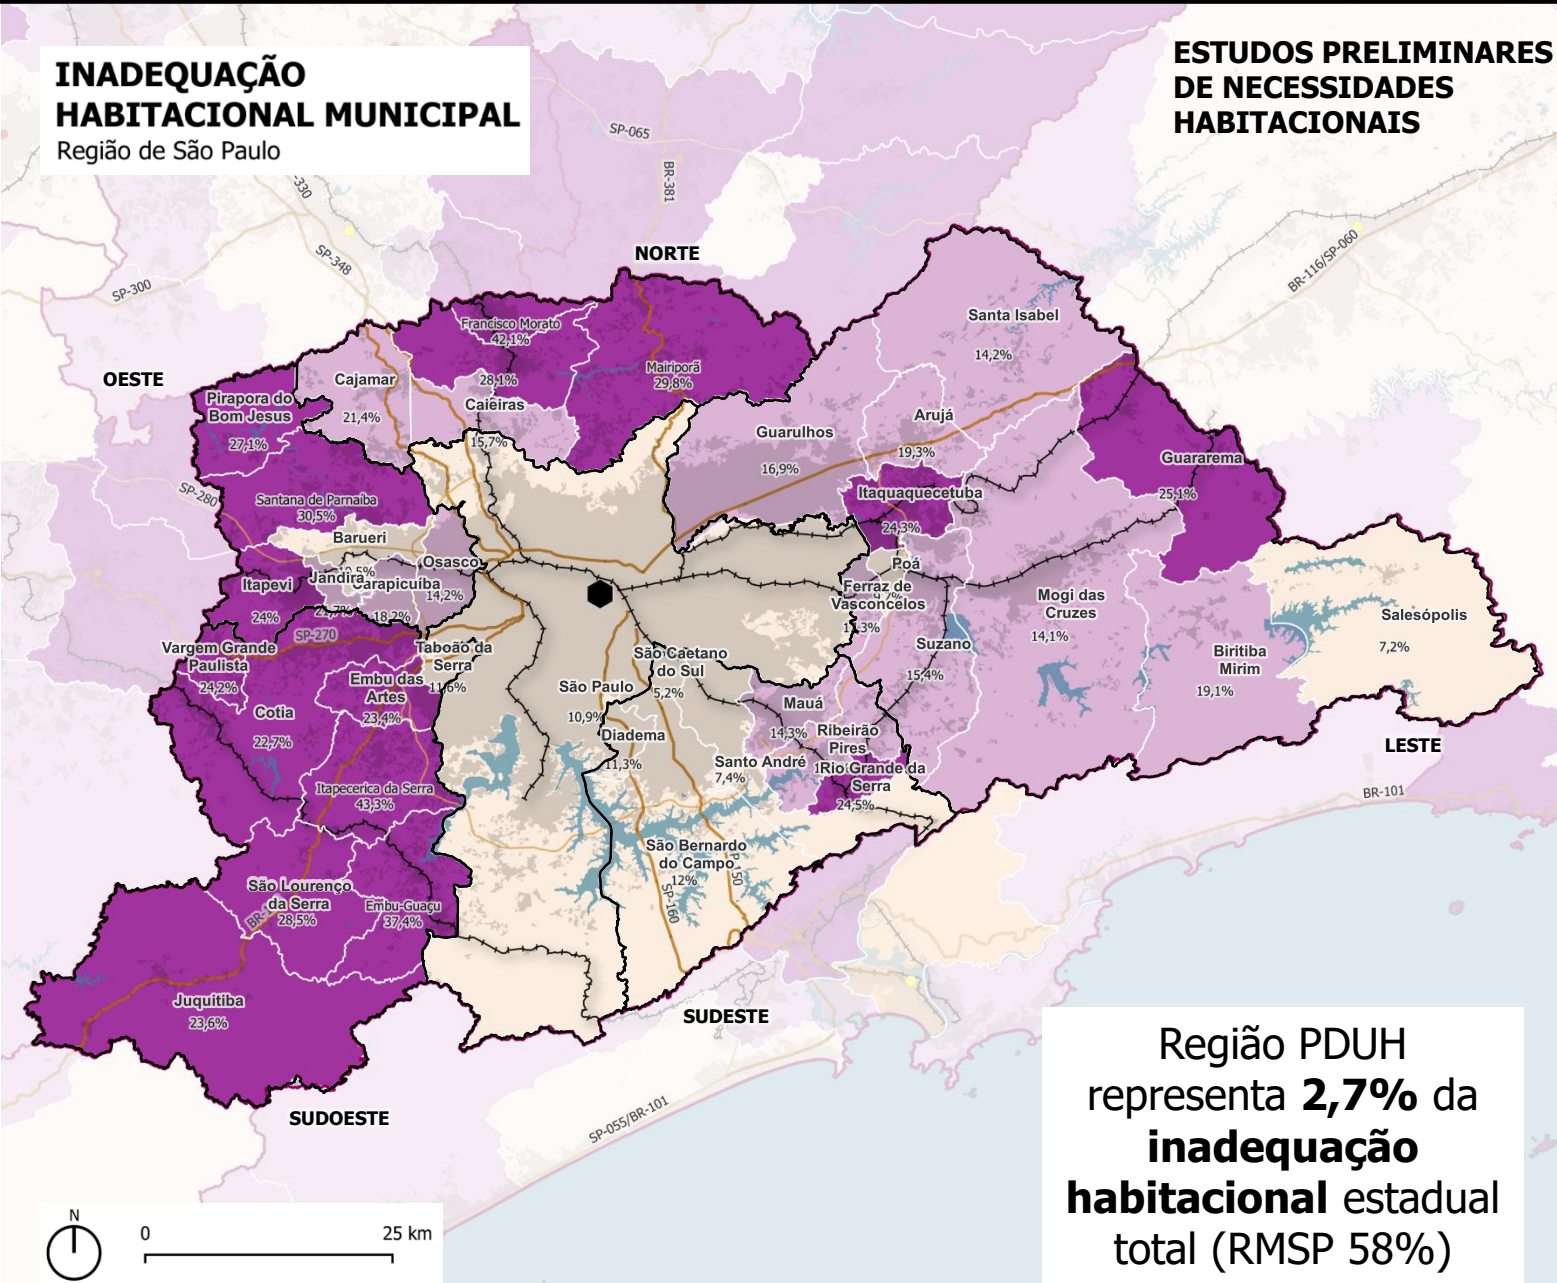 INADEQUAÇÃO
HABITACIONAL MUNICIPAL
Região de São Paulo
ESTUDOS PRELIMINARES
DE NECESSIDADES
HABITACIONAIS
SP-065
BR-381
-330
SP-348
SP-300
BR-116/SP-060
NORTE
OESTE
Francisco Morato
42,1%
Santa Isabel
14,2%
Mairiporã
29,8%
28,1%
Cajamar
21,4%
Caieiras
15,7%
Pirapora do
Bom Jesus
27,1%
Arujá
19,3%
Guarulhos
16,9%
Guararema
25,1%
Itaquaquecetuba
24,3%
SP-280
Santana de Parnaíba
30,5%
Barueri
Osasco
14,2%
Jandira
Carapicuíba
18,2%
Itapevi
24%
21,7%
Poá
Ferraz de
Vasconcelos
Mogi das
Cruzes
14,1%
Salesópolis
7,2%
SP-270
Vargem Grande
Paulista
24,2%
Taboão da
Serra
11,6%
Suzano
15,4%
Biritiba
Mirim
19,1%
São Caetano
do Sul
5,2%
Embu das
Artes
23,4%
São Paulo
10,9%
Cotia
22,7%
Mauá
14,3%
Ribeirão
Pires
Diadema
11,3%
Santo André
7,4%
Rio Grande da
Serra
24,5%
LESTE
Itapecerica da Serra
43,3%
BR-101
São Bernardo
do Campo
12%
SP-160
São Lourenço
da Serra
28,5%
Embu-Guaçu
37,4%
Juquitiba
23,6%
SUDESTE
SUDOESTE
SP-055/BR-101
Região PDUH
representa 2,7% da
inadequação
habitacional estadual
total (RMSP 58%)
N
0
25 km